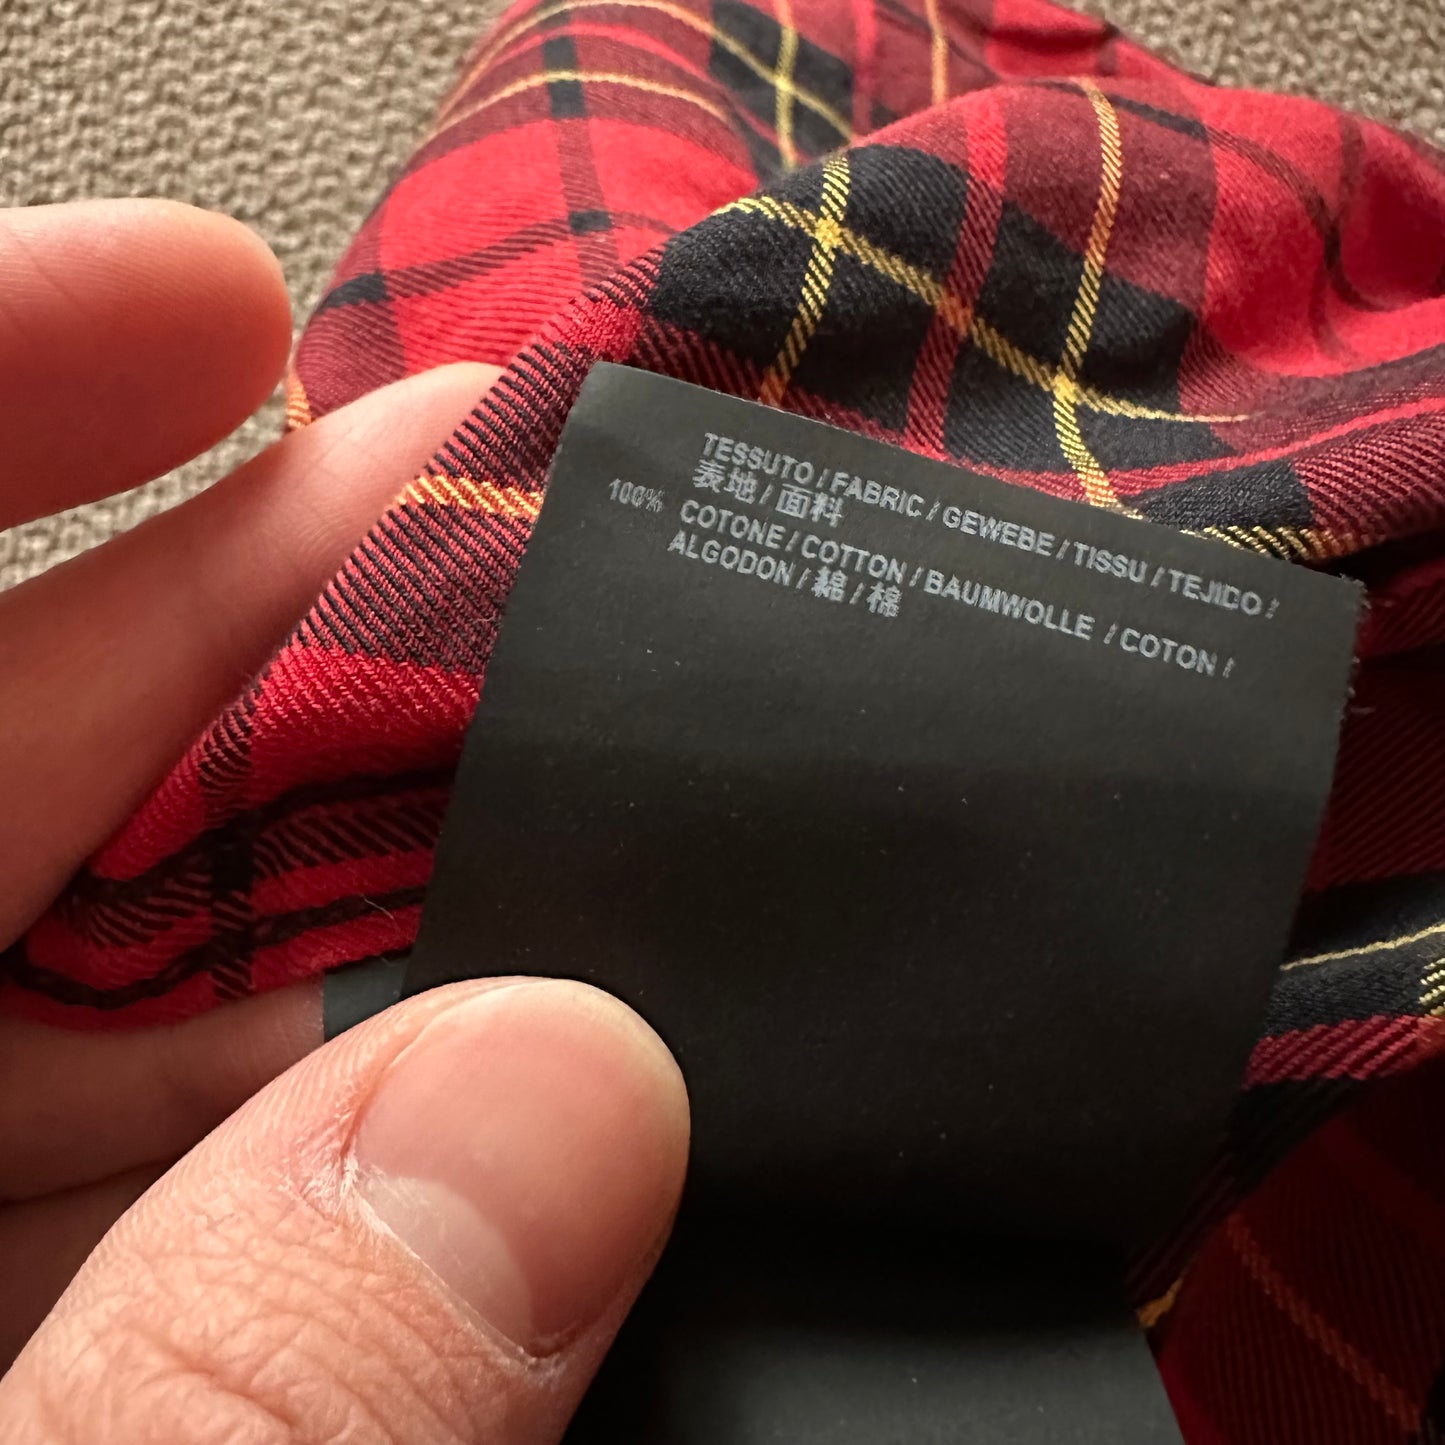 TESSUTO / FABRIC / GEWEBE / TISSU / TEJIDO /
表地 / 面料
100% COTONE / COTTON / BAUMWOLLE / COTON /
ALGODON / 綿 / 棉